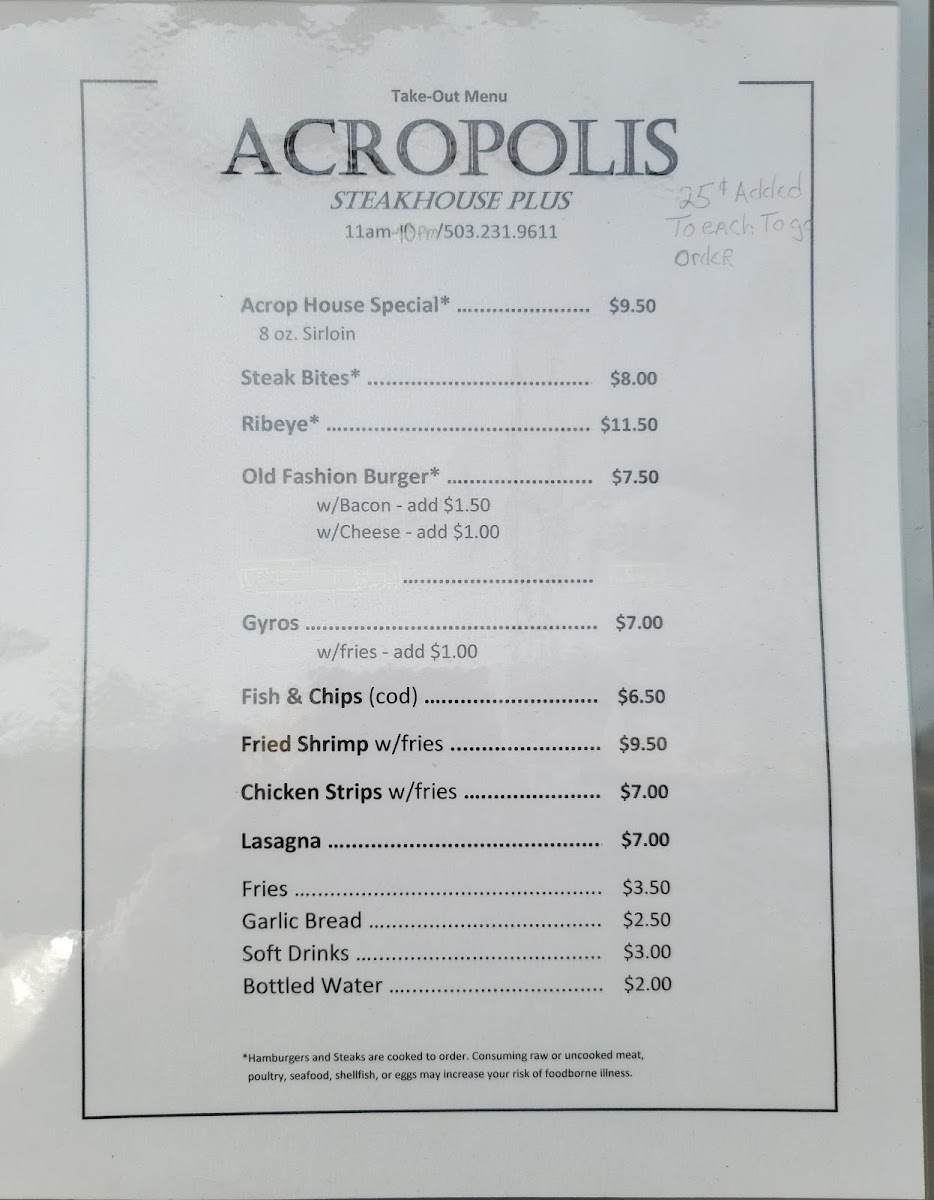 Take-Out Menu
ACROPOLIS
STEAKHOUSE PLUS
11am-10pm/503.231.9611
25¢ Added
To each To go
Order
Acrop House Special* ...................... $9.50
8 oz. Sirloin
Steak Bites* ..................................... $8.00
Ribeye* ............................................ $11.50
Old Fashion Burger* ........................ $7.50
w/Bacon - add $1.50
w/Cheese - add $1.00
................................
Gyros ................................................. $7.00
w/fries - add $1.00
Fish & Chips (cod) ............................. $6.50
Fried Shrimp w/fries ......................... $9.50
Chicken Strips w/fries ....................... $7.00
Lasagna ............................................. $7.00
Fries ................................................... $3.50
Garlic Bread ...................................... $2.50
Soft Drinks ......................................... $3.00
Bottled Water .................................... $2.00
*Hamburgers and Steaks are cooked to order. Consuming raw or uncooked meat,
poultry, seafood, shellfish, or eggs may increase your risk of foodborne illness.